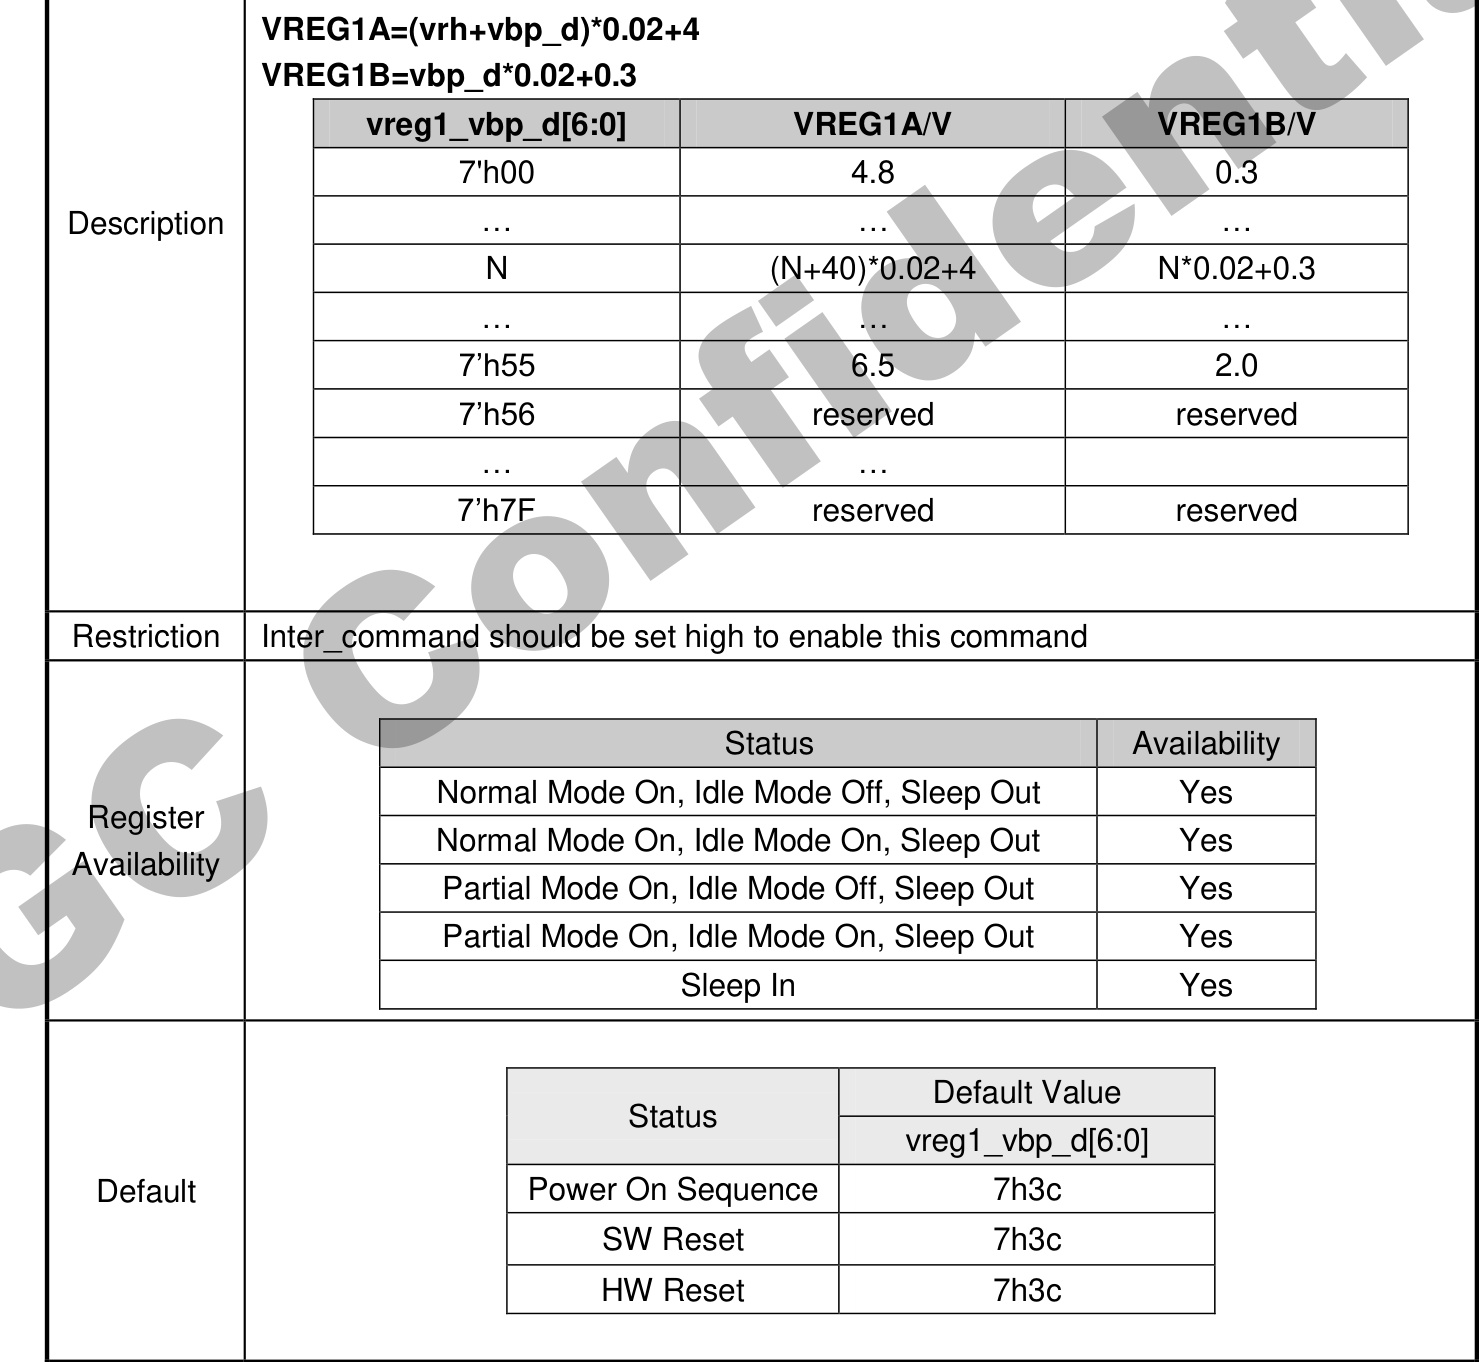 VREG1A=(vrh+vbp_d)*0.02+4
VREG1B=vbp_d*0.02+0.3
vreg1_vbp_d[6:0] VREG1A/V VREG1B/V
7'h00 4.8 0.3
… … …
Description
N (N+40)*0.02+4 N*0.02+0.3
… … …
7’h55 6.5 2.0
7’h56 reserved reserved
… …
7’h7F reserved reserved
Restriction Inter_command should be set high to enable this command
Register
Availability
Status Availability
Normal Mode On, Idle Mode Off, Sleep Out Yes
Normal Mode On, Idle Mode On, Sleep Out Yes
Partial Mode On, Idle Mode Off, Sleep Out Yes
Partial Mode On, Idle Mode On, Sleep Out Yes
Sleep In Yes
Default
Status Default Value
vreg1_vbp_d[6:0]
Power On Sequence 7h3c
SW Reset 7h3c
HW Reset 7h3c
GC Confidenti